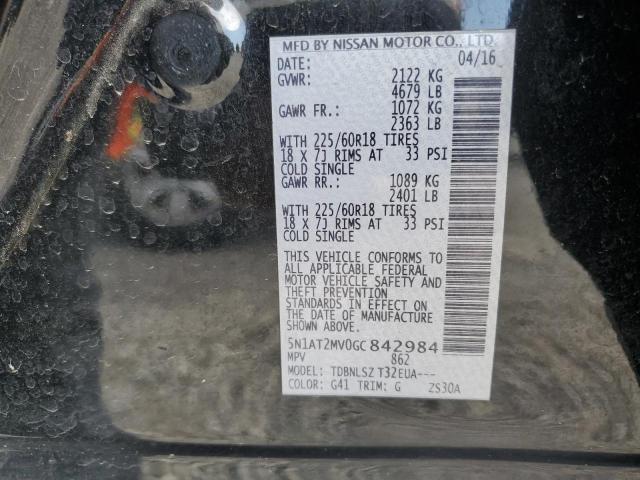 MFD BY NISSAN MOTOR CO., LTD.
DATE: 04/16
GVWR: 2122 KG
4679 LB
GAWR FR.: 1072 KG
2363 LB
WITH 225/60R18 TIRES
18 X 7J RIMS AT 33 PSI
COLD SINGLE
GAWR RR.: 1089 KG
2401 LB
WITH 225/60R18 TIRES
18 X 7J RIMS AT 33 PSI
COLD SINGLE
THIS VEHICLE CONFORMS TO
ALL APPLICABLE FEDERAL
MOTOR VEHICLE SAFETY AND
THEFT PREVENTION
STANDARDS IN EFFECT ON
THE DATE OF MANUFACTURE
SHOWN ABOVE.
5N1AT2MV0GC842984
MPV 862
MODEL: TDBNLSZ T32EUA---
COLOR: G41 TRIM: G ZS30A